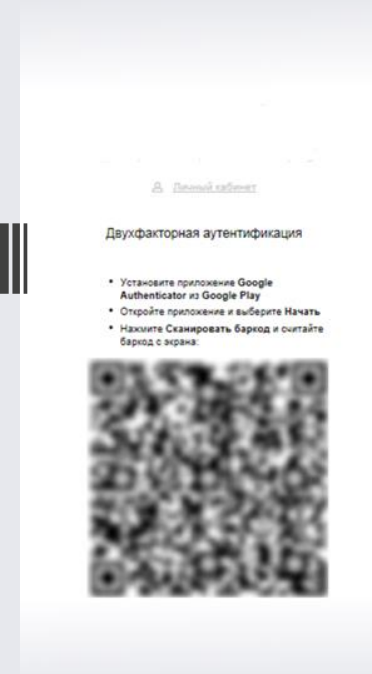 Личный кабинет
Двухфакторная аутентификация
• Установите приложение Google
Authenticator из Google Play
• Откройте приложение и выберите Начать
• Нажмите Сканировать баркод и считайте
баркод с экрана: